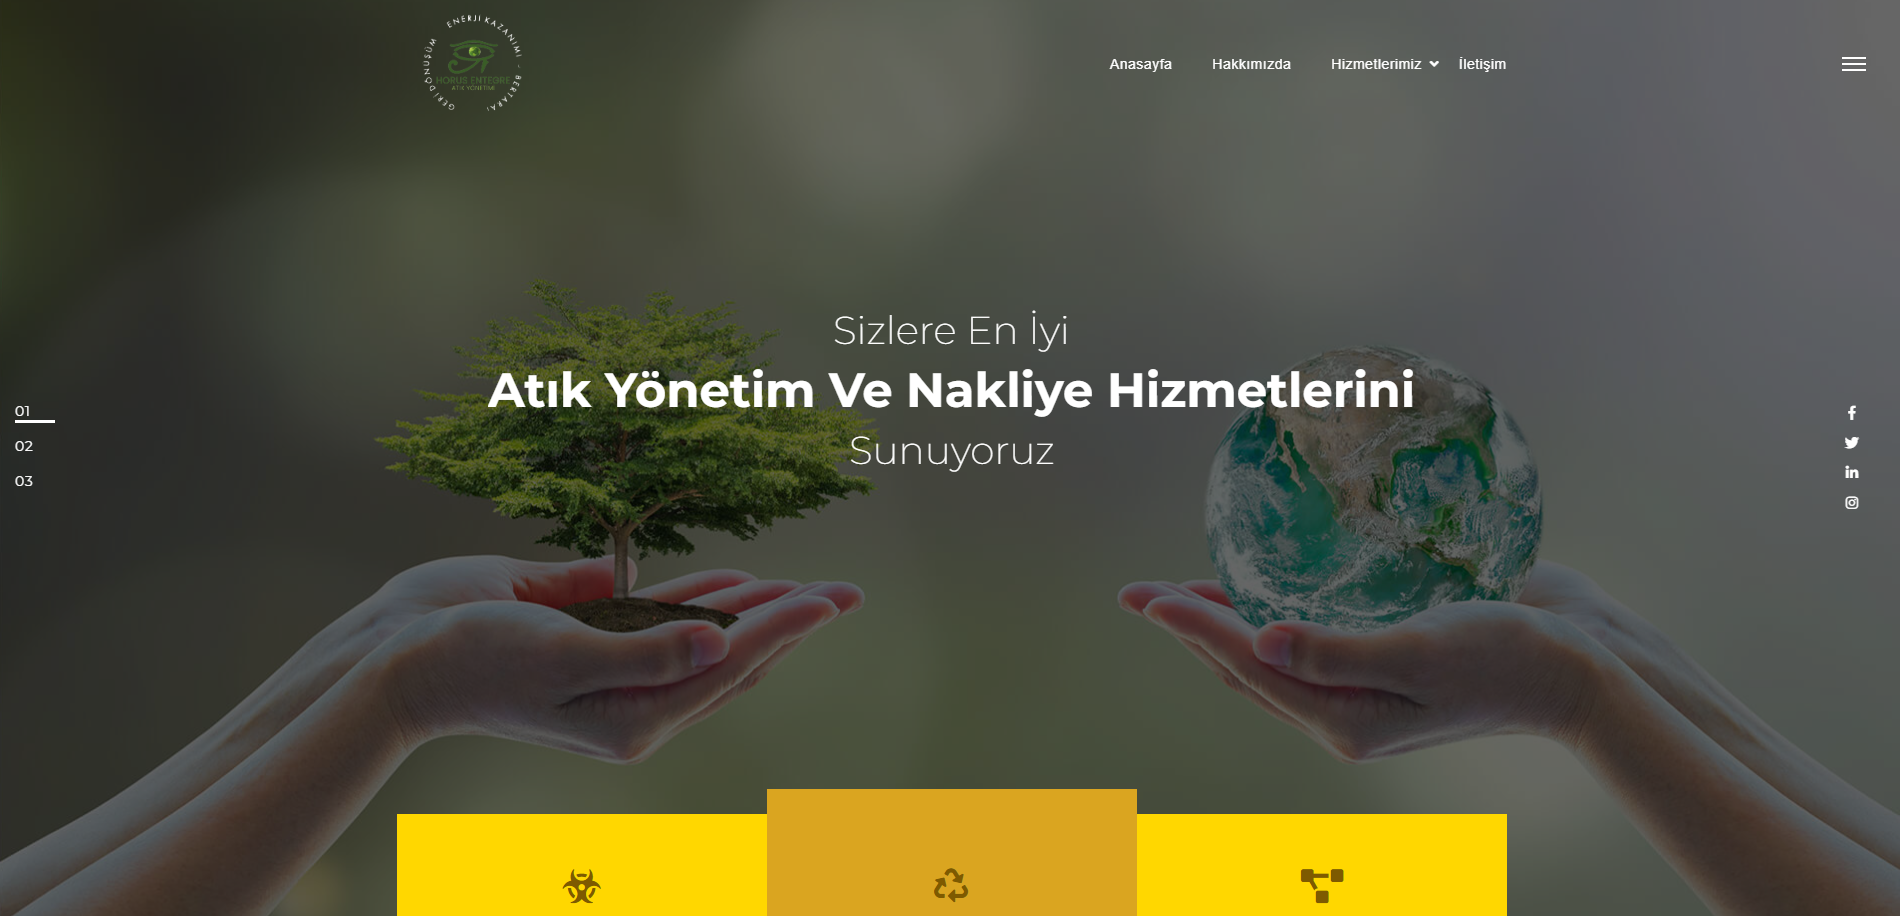 GERİ DÖNÜŞÜM ENERJİ KAZANIMI - BERTARAF
HORUS ENTEGRE
ATIK YÖNETİMİ
Anasayfa
Hakkımızda
Hizmetlerimiz
İletişim
Sizlere En İyi
Atık Yönetim Ve Nakliye Hizmetlerini
Sunuyoruz
01
02
03